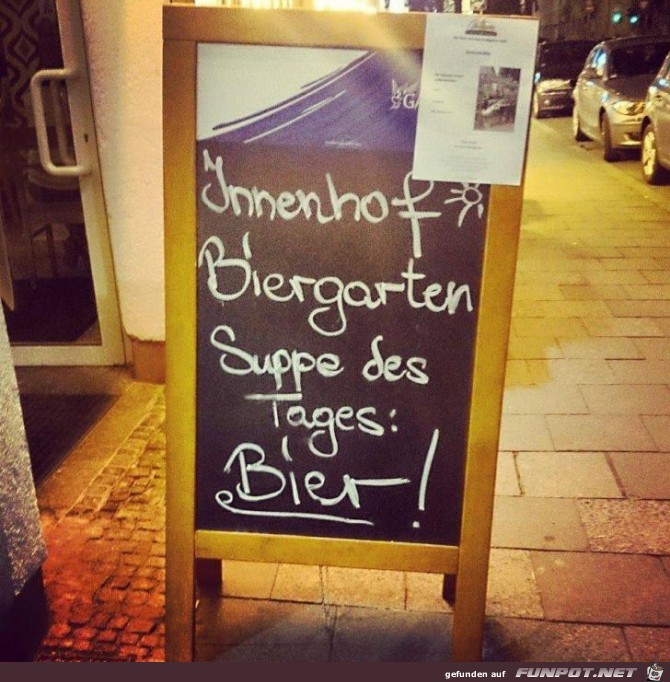 Innenhof
Biergarten
Suppe des
Tages:
Bier!
gefunden auf FUNPOT.NET